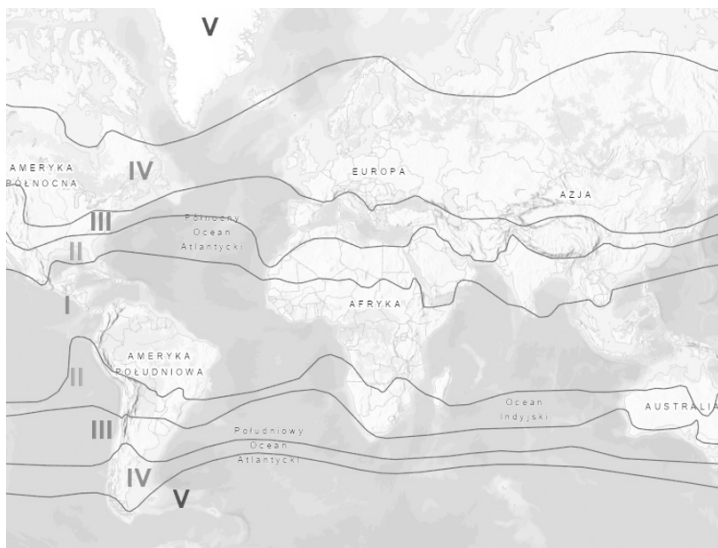 V
IV
EUROPA
AMERYKA
PÓŁNOCNA
AZJA
III
Północny
Ocean
Atlantycki
II
I
AFRYKA
AMERYKA
POŁUDNIOWA
II
Ocean
Indyjski
AUSTRALIA
III
Południowy
Ocean
Atlantycki
IV
V